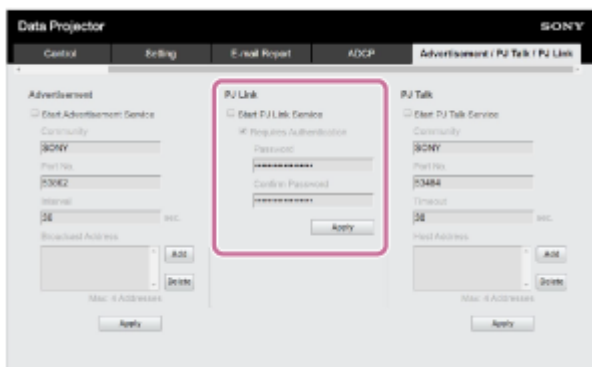 Data Projector
SONY
Control
Setting
E-mail Report
ADCP
Advertisement / PJ Talk / PJ Link
Advertisement
Start Advertisement Service
Community
SONY
Port No.
53862
Interval
30
sec.
Broadcast Address
Add
Delete
Max. 4 Addresses
Apply
PJ Link
Start PJ Link Service
Requires Authentication
Password
Confirm Password
Apply
PJ Talk
Start PJ Talk Service
Community
SONY
Port No.
53484
Timeout
30
sec.
Host Address
Add
Delete
Max. 4 Addresses
Apply